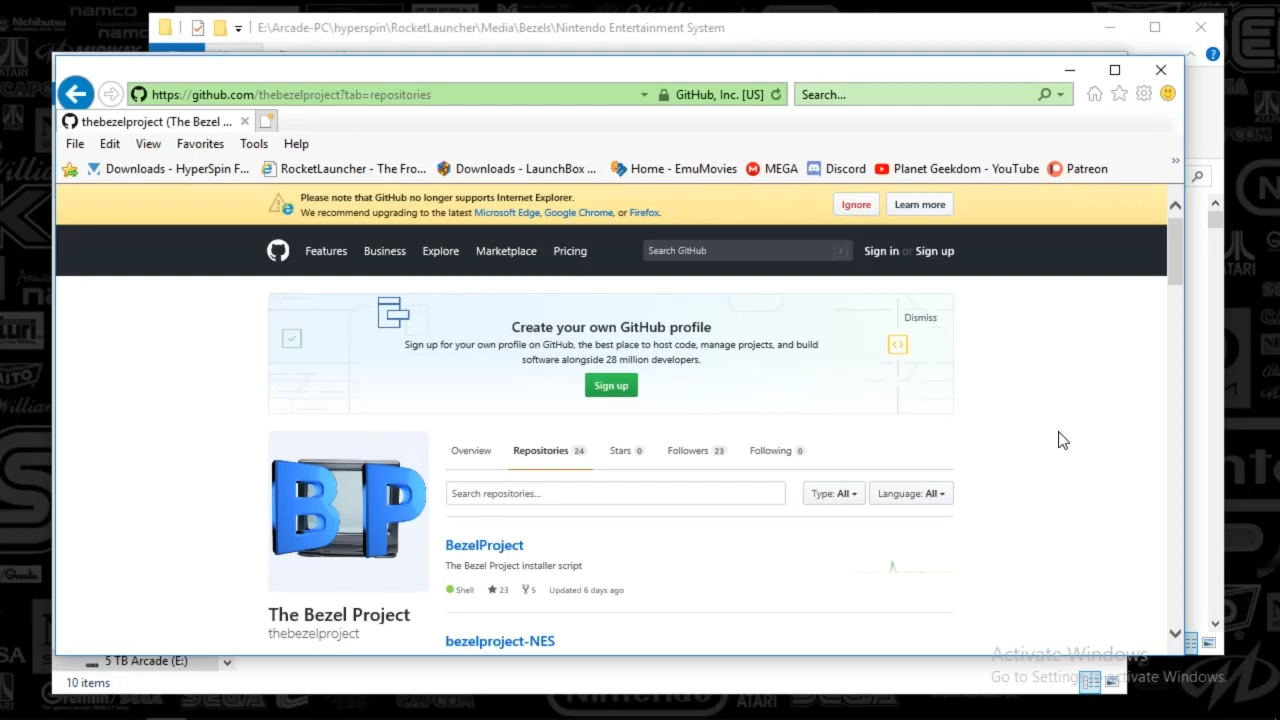 E:\Arcade-PC\hyperspin\RocketLauncher\Media\Bezels\Nintendo Entertainment System
https://github.com/thebezelproject?tab=repositories
GitHub, Inc. [US]
Search...
thebezelproject (The Bezel ...
File Edit View Favorites Tools Help
Downloads - HyperSpin F... RocketLauncher - The Fro... Downloads - LaunchBox ... Home - EmuMovies MEGA Discord Planet Geekdom - YouTube Patreon
Please note that GitHub no longer supports Internet Explorer.
We recommend upgrading to the latest Microsoft Edge, Google Chrome, or Firefox.
Ignore
Learn more
Features Business Explore Marketplace Pricing
Search GitHub
/
Sign in or Sign up
Dismiss
Create your own GitHub profile
Sign up for your own profile on GitHub, the best place to host code, manage projects, and build
software alongside 28 million developers.
Sign up
BP
Overview Repositories 24 Stars 0 Followers 23 Following 0
Search repositories...
Type: All
Language: All
BezelProject
The Bezel Project installer script
Shell 23 5 Updated 6 days ago
The Bezel Project
thebezelproject
bezelproject-NES
5 TB Arcade (E:)
10 items
Activate Windows
Go to Settings to activate Windows.